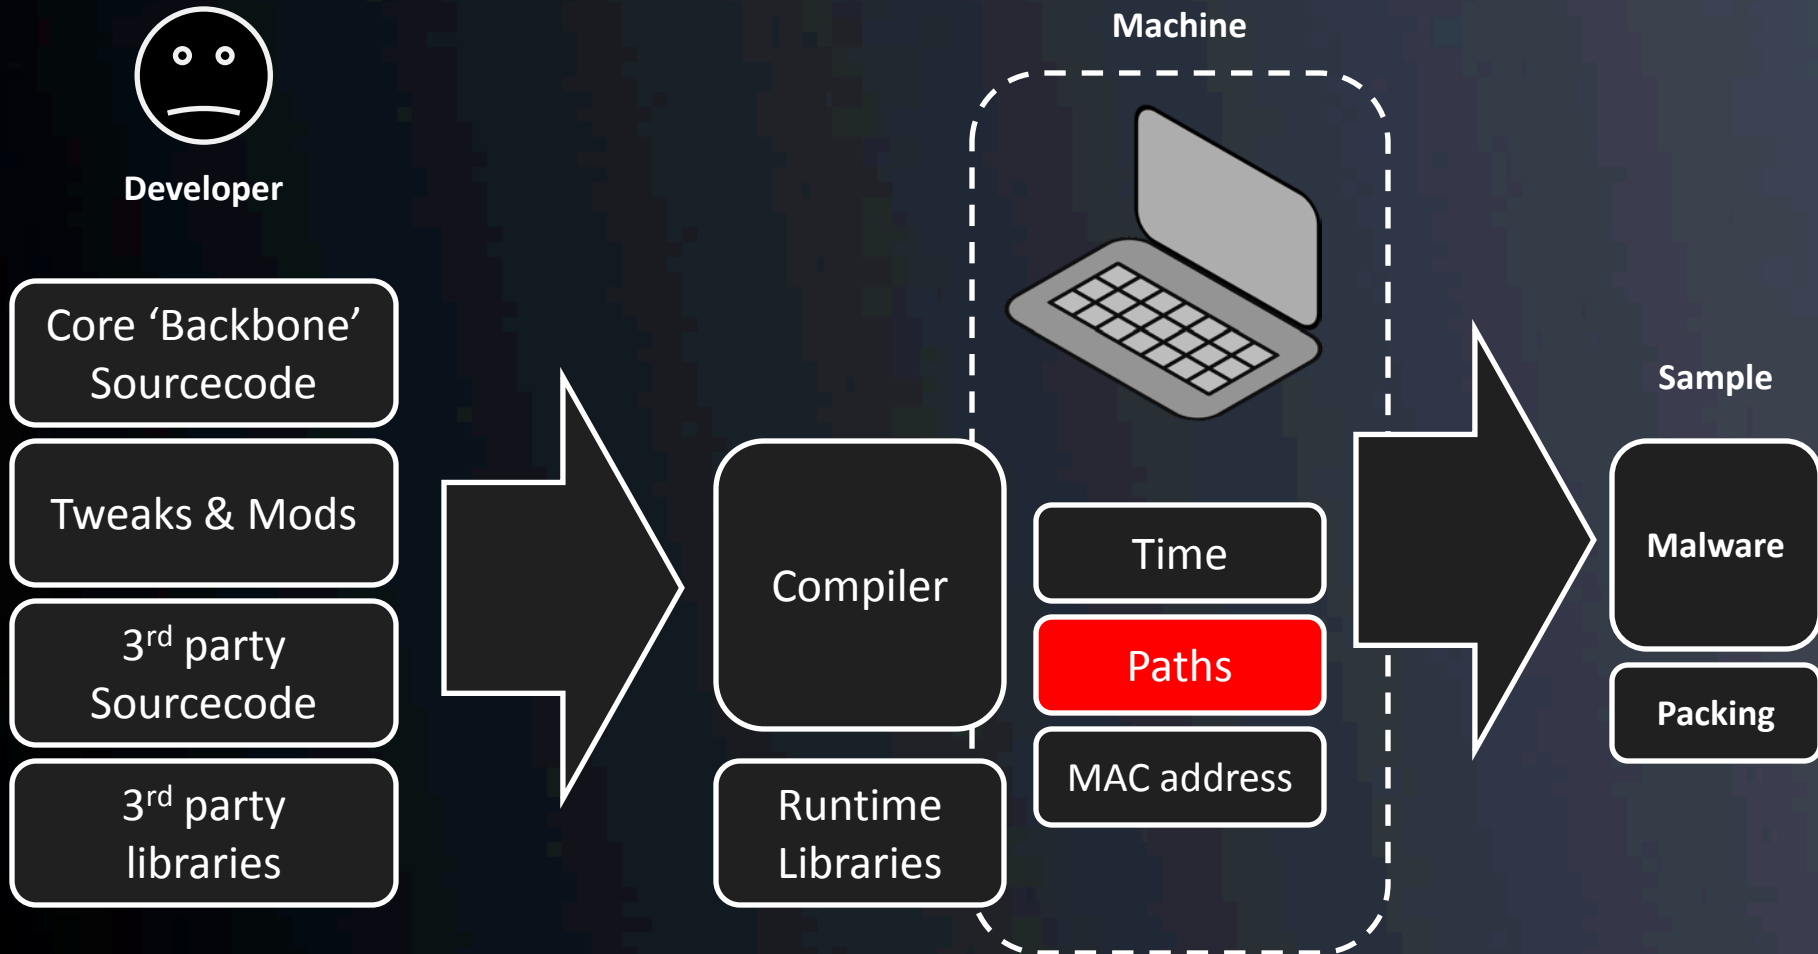 Developer
Core ‘Backbone’
Sourcecode
Tweaks & Mods
3rd party
Sourcecode
3rd party
libraries
Compiler
Runtime
Libraries
Machine
Time
Paths
MAC address
Sample
Malware
Packing